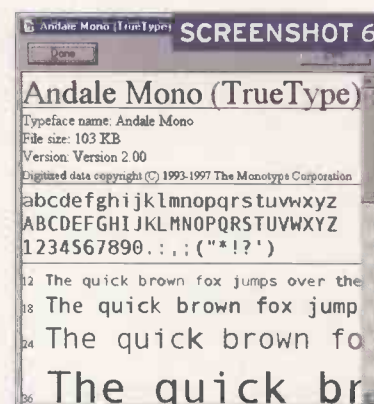 Andale Mono (TrueType)
SCREENSHOT 6
Done
Andale Mono (TrueType)
Typeface name: Andale Mono
File size: 103 KB
Version: Version 2.00
Digitized data copyright (C) 1993-1997 The Monotype Corporation
abcdefghijklmnopqrstuvwxyz
ABCDEFGHIJKLMNOPQRSTUVWXYZ
1234567890.:,;("*!?')
12 The quick brown fox jumps over the
18 The quick brown fox jump
24 The quick brown fo
36 The quick br